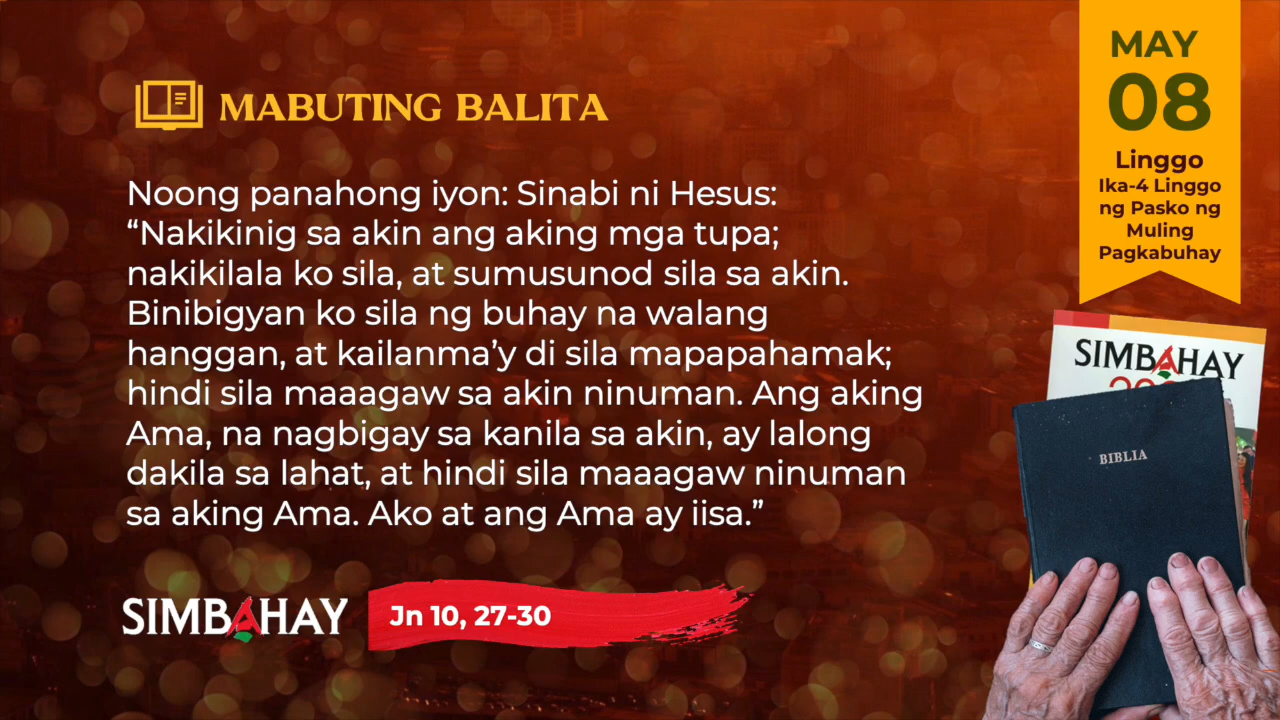 MABUTING BALITA
Noong panahong iyon: Sinabi ni Hesus:
“Nakikinig sa akin ang aking mga tupa;
nakikilala ko sila, at sumusunod sila sa akin.
Binibigyan ko sila ng buhay na walang
hanggan, at kailanma’y di sila mapapahamak;
hindi sila maaagaw sa akin ninuman. Ang aking
Ama, na nagbigay sa kanila sa akin, ay lalong
dakila sa lahat, at hindi sila maaagaw ninuman
sa aking Ama. Ako at ang Ama ay iisa.”
SIMBAHAY
Jn 10, 27-30
MAY
08
Linggo
Ika-4 Linggo
ng Pasko ng
Muling
Pagkabuhay
SIMBAHAY
BIBLIA